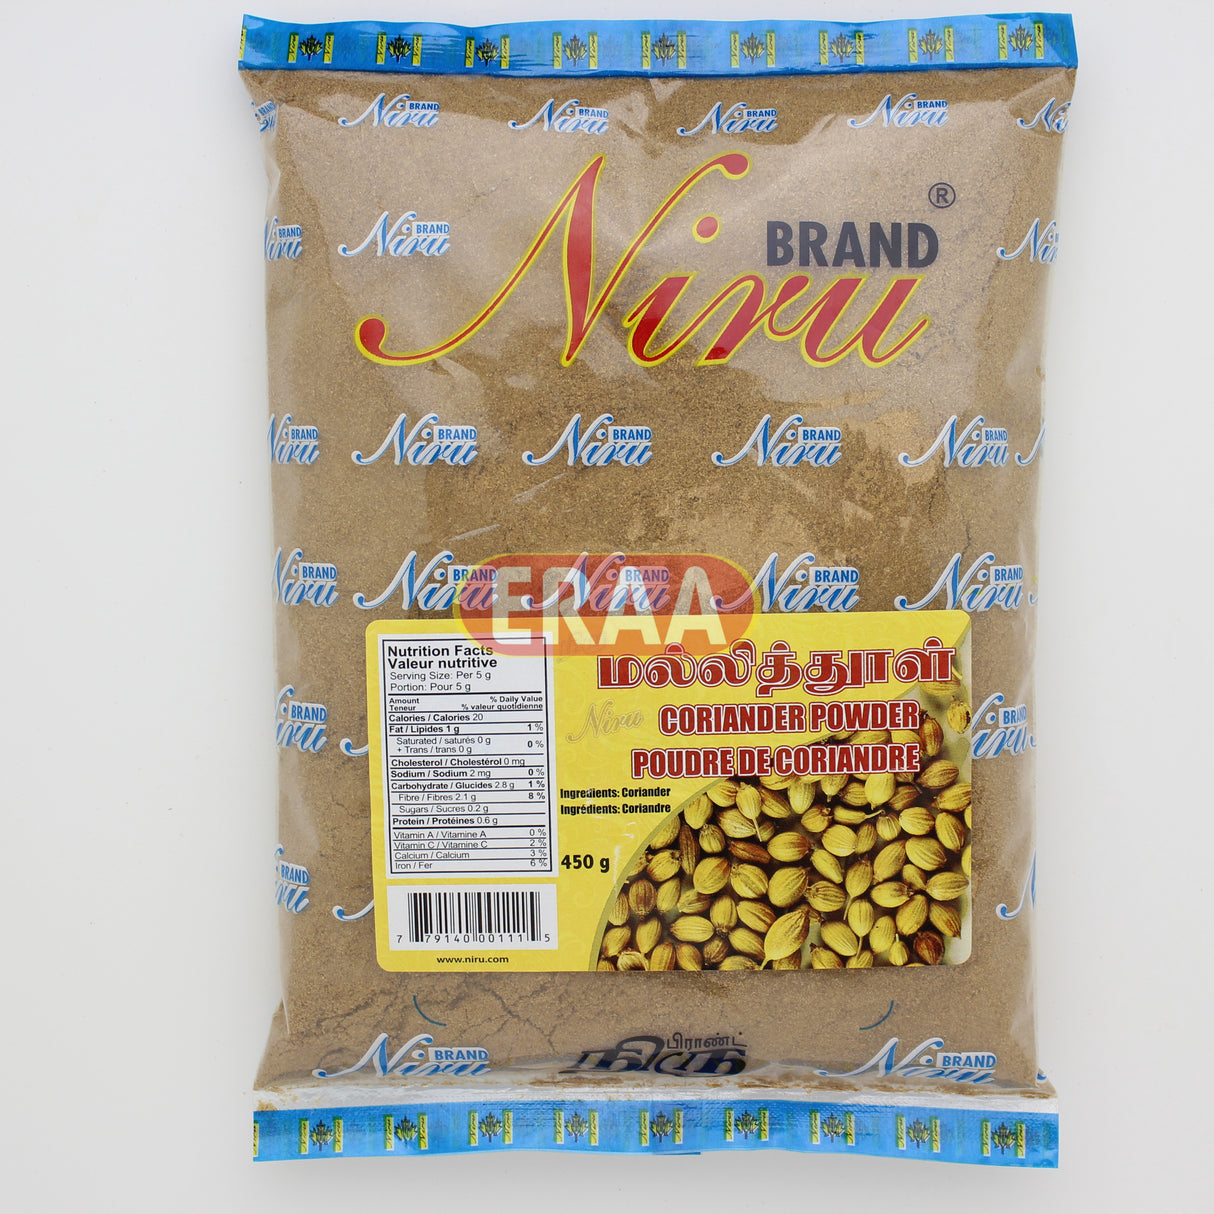 Niru BRAND ®
ERAA
Nutrition Facts
Valeur nutritive
Serving Size: Per 5 g
Portion: Pour 5 g
Amount % Daily Value
Teneur % valeur quotidienne
Calories / Calories 20
Fat / Lipides 1 g 1 %
Saturated / saturés 0 g
+ Trans / trans 0 g 0 %
Cholesterol / Cholestérol 0 mg
Sodium / Sodium 2 mg 0 %
Carbohydrate / Glucides 2.8 g 1 %
Fibre / Fibres 2.1 g 8 %
Sugars / Sucres 0.2 g
Protein / Protéines 0.6 g
Vitamin A / Vitamine A 0 %
Vitamin C / Vitamine C 2 %
Calcium / Calcium 3 %
Iron / Fer 6 %
மல்லித்தூள்
Niru
CORIANDER POWDER
POUDRE DE CORIANDRE
Ingredients: Coriander
Ingrédients: Coriandre
450 g
7 79140 00111 5
www.niru.com
பிராண்ட்
நிரு
Niru BRAND
Niru BRAND